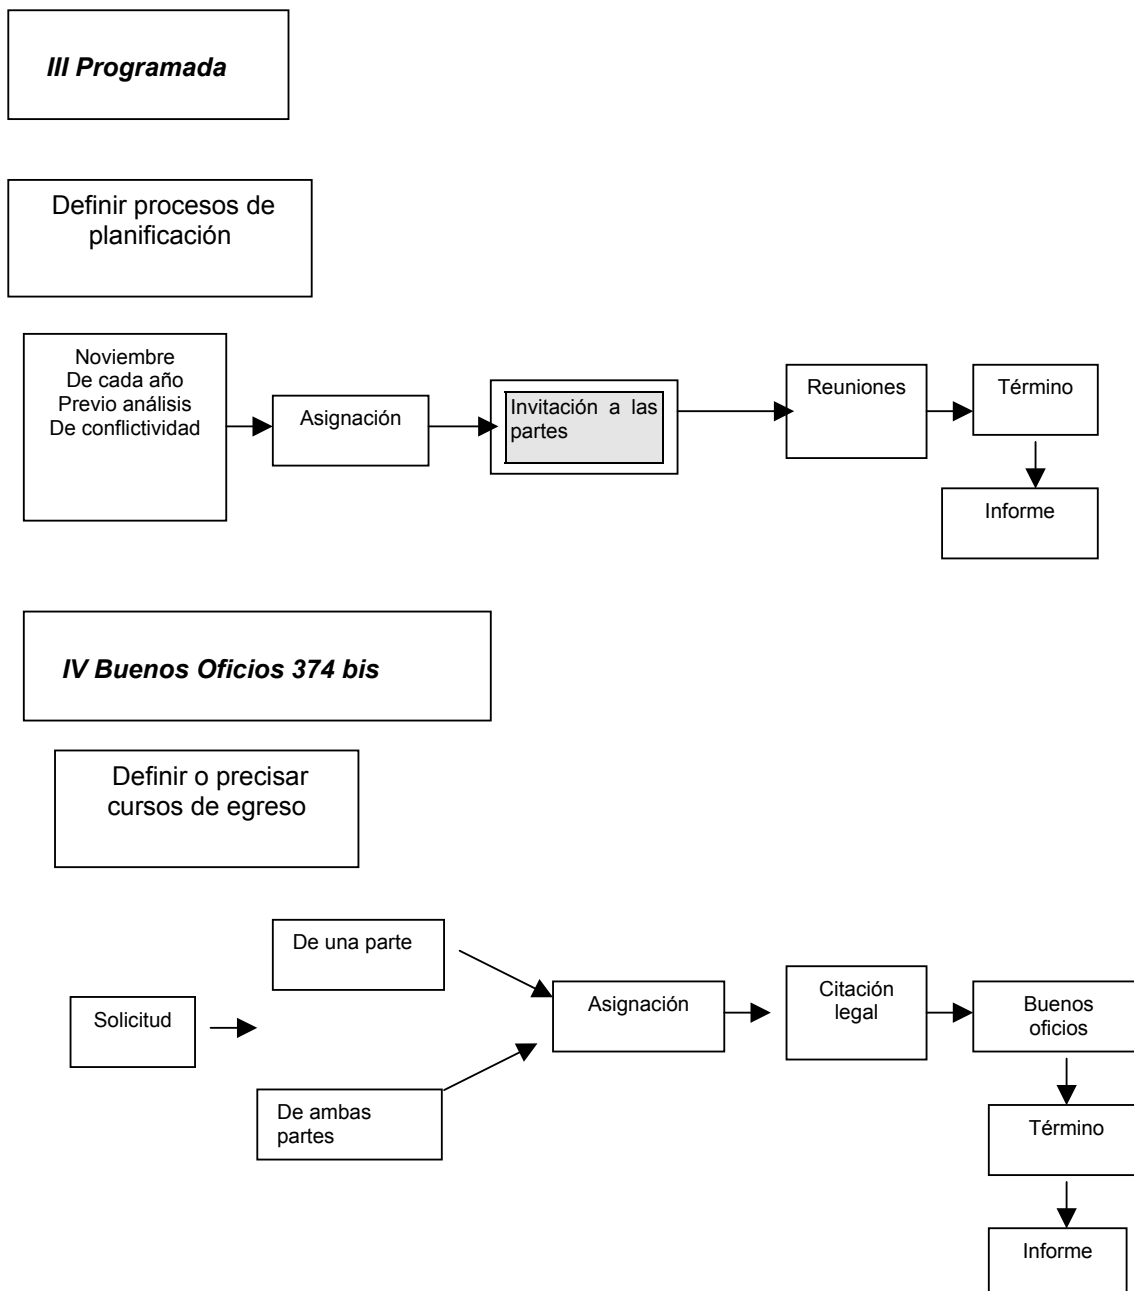 III Programada
Definir procesos de
planificación
Noviembre
De cada año
Previo análisis
De conflictividad
Asignación
Invitación a las
partes
Reuniones
Término
Informe
IV Buenos Oficios 374 bis
Definir o precisar
cursos de egreso
Solicitud
De una parte
De ambas
partes
Asignación
Citación
legal
Buenos
oficios
Término
Informe